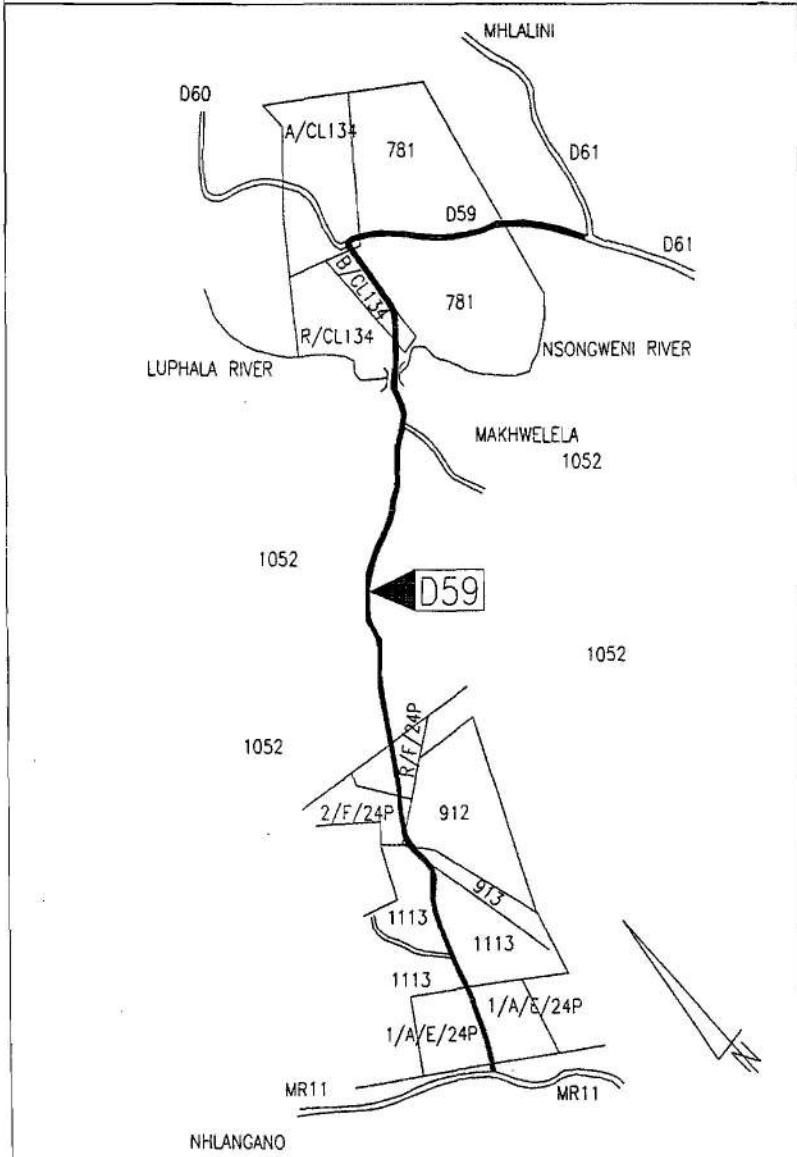 MHLALINI
D60
A/CL134
781
D61
D59
D61
B/CL134
781
R/CL134
NSONGWENI RIVER
LUPHALA RIVER
MAKHWELELA
1052
1052
D59
1052
1052
R/F/24P
2/F/24P
912
913
1113
1113
1113
1/A/E/24P
1/A/E/24P
N
MR11
MR11
NHLANGANO